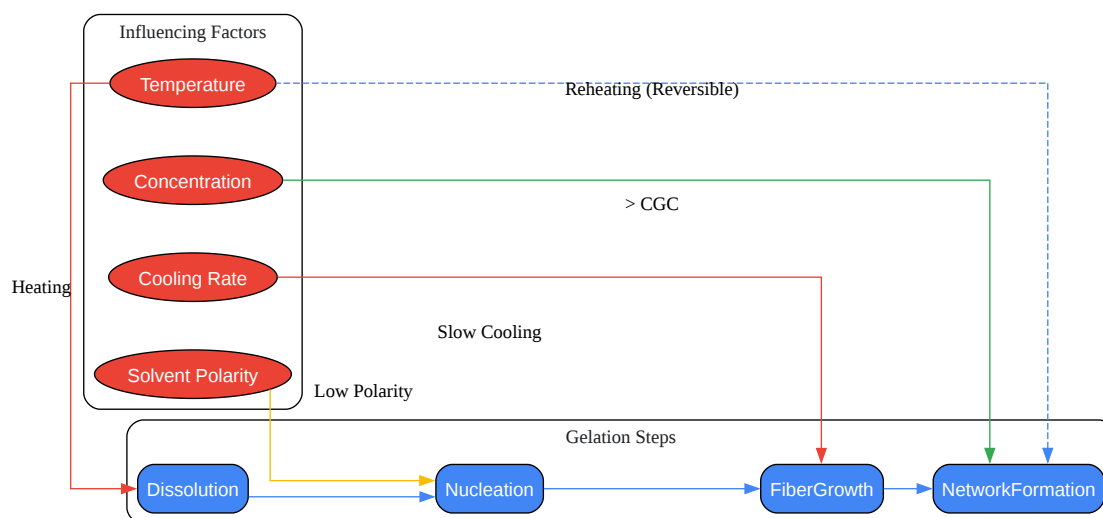 Influencing Factors
Temperature
Reheating (Reversible)
Concentration
> CGC
Cooling Rate
Heating
Slow Cooling
Solvent Polarity
Low Polarity
Gelation Steps
Dissolution
Nucleation
FiberGrowth
NetworkFormation